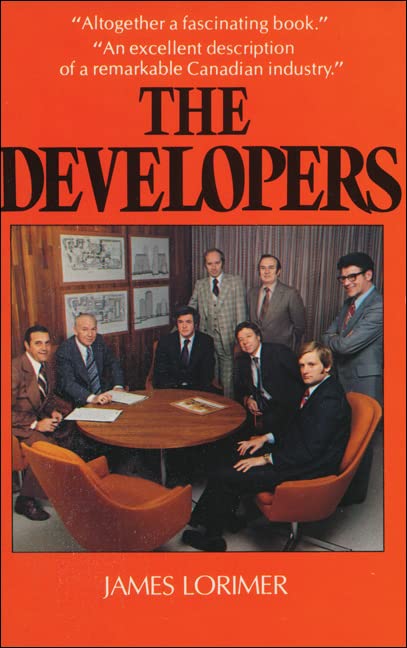 “Altogether a fascinating book.”
“An excellent description
of a remarkable Canadian industry.”
THE
DEVELOPERS
JAMES LORIMER